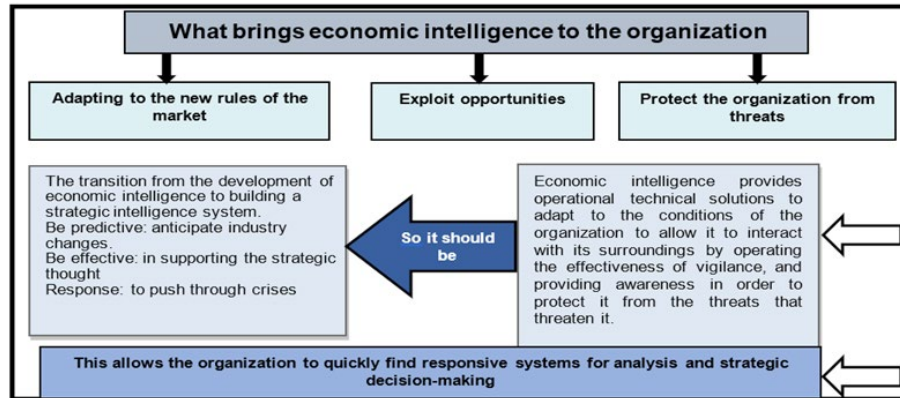 What brings economic intelligence to the organization
Adapting to the new rules of the
market
Exploit opportunities
Protect the organization from
threats
The transition from the development of
economic intelligence to building a
strategic intelligence system.
Be predictive: anticipate industry
changes.
Be effective: in supporting the strategic
thought
Response: to push through crises
So it should
be
Economic intelligence provides
operational technical solutions to
adapt to the conditions of the
organization to allow it to interact
with its surroundings by operating
the effectiveness of vigilance, and
providing awareness in order to
protect it from the threats that
threaten it.
This allows the organization to quickly find responsive systems for analysis and strategic
decision-making